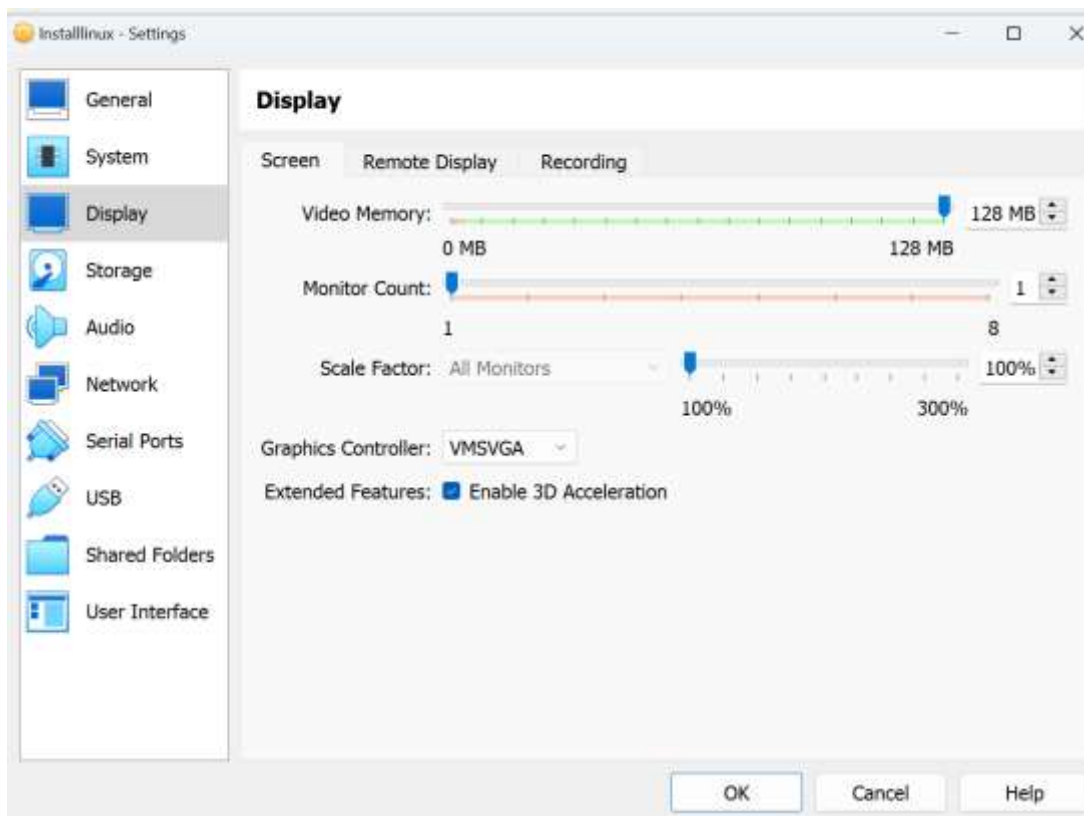 Installlinux - Settings
General
System
Display
Storage
Audio
Network
Serial Ports
USB
Shared Folders
User Interface
Display
Screen Remote Display Recording
Video Memory: 128 MB
0 MB 128 MB
Monitor Count: 1
1 8
Scale Factor: All Monitors 100%
100% 300%
Graphics Controller: VMSVGA
Extended Features: Enable 3D Acceleration
OK Cancel Help